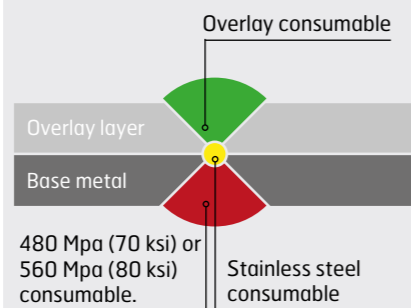 Overlay consumable
Overlay layer
Base metal
480 Mpa (70 ksi) or
560 Mpa (80 ksi)
consumable.
Stainless steel
consumable